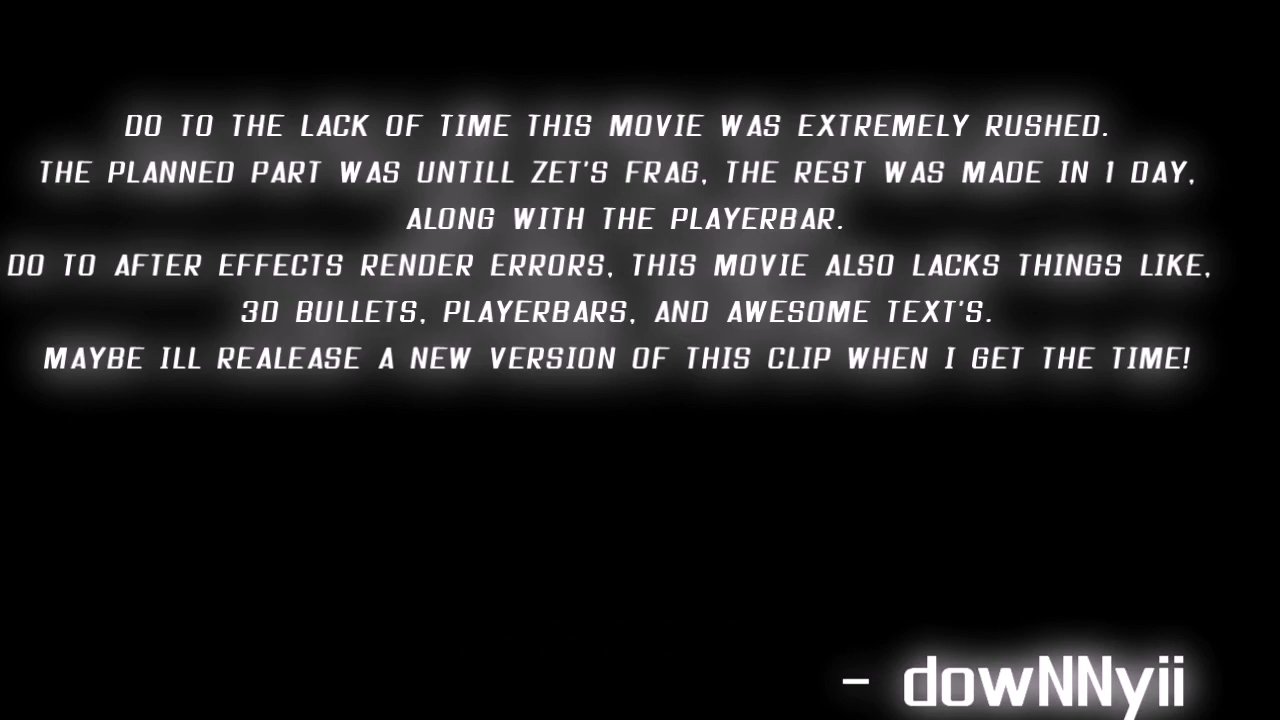 DO TO THE LACK OF TIME THIS MOVIE WAS EXTREMELY RUSHED.
THE PLANNED PART WAS UNTILL ZET'S FRAG, THE REST WAS MADE IN 1 DAY,
ALONG WITH THE PLAYERBAR.
DO TO AFTER EFFECTS RENDER ERRORS, THIS MOVIE ALSO LACKS THINGS LIKE,
3D BULLETS, PLAYERBARS, AND AWESOME TEXT'S.
MAYBE ILL REALEASE A NEW VERSION OF THIS CLIP WHEN I GET THE TIME!
- dowNNyii